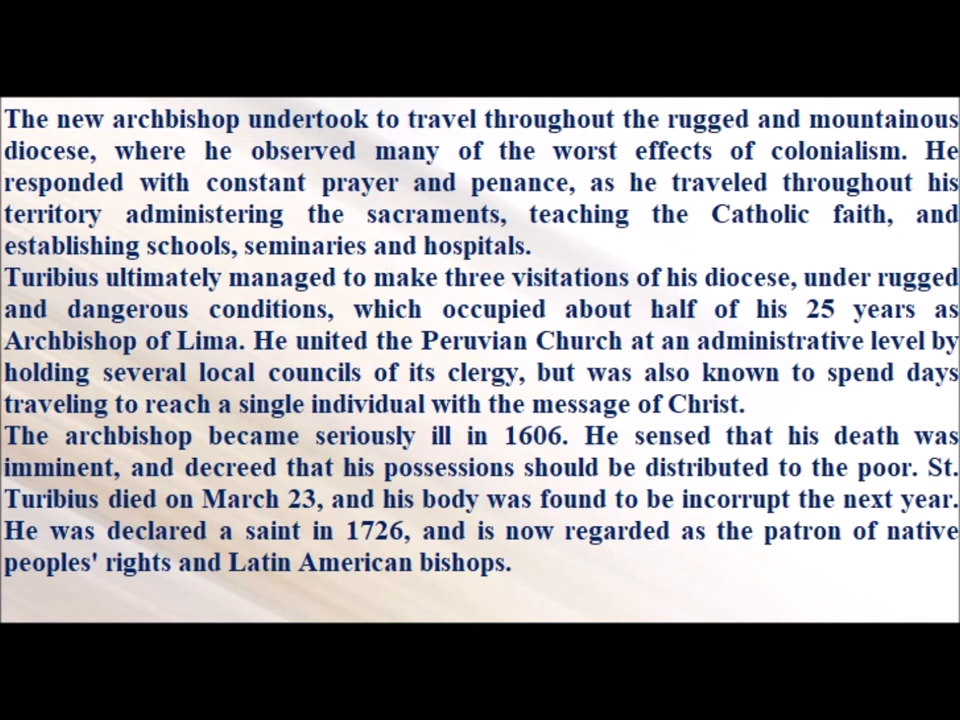 The new archbishop undertook to travel throughout the rugged and mountainous
diocese, where he observed many of the worst effects of colonialism. He
responded with constant prayer and penance, as he traveled throughout his
territory administering the sacraments, teaching the Catholic faith, and
establishing schools, seminaries and hospitals.
Turibius ultimately managed to make three visitations of his diocese, under rugged
and dangerous conditions, which occupied about half of his 25 years as
Archbishop of Lima. He united the Peruvian Church at an administrative level by
holding several local councils of its clergy, but was also known to spend days
traveling to reach a single individual with the message of Christ.
The archbishop became seriously ill in 1606. He sensed that his death was
imminent, and decreed that his possessions should be distributed to the poor. St.
Turibius died on March 23, and his body was found to be incorrupt the next year.
He was declared a saint in 1726, and is now regarded as the patron of native
peoples' rights and Latin American bishops.